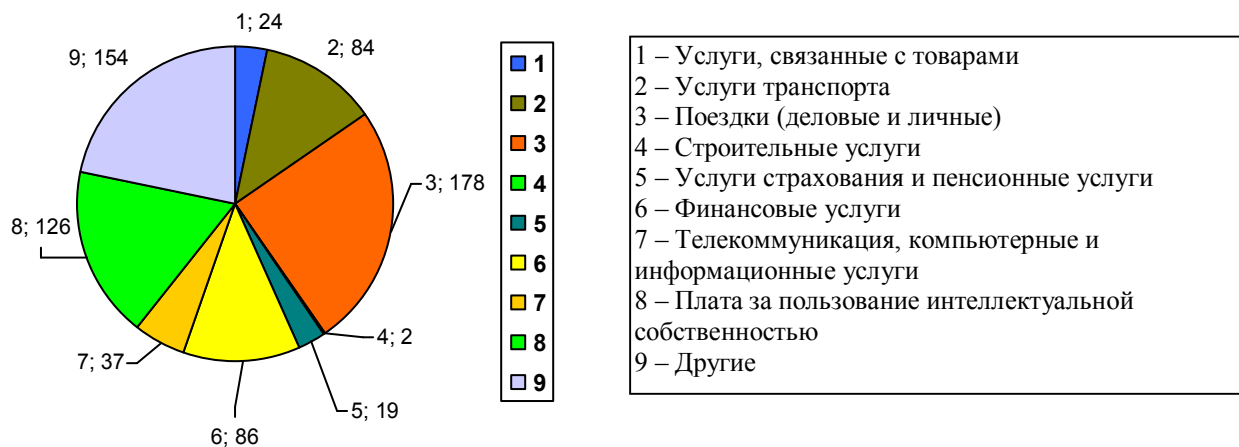 1; 24
2; 84
3; 178
4; 2
5; 19
6; 86
7; 37
8; 126
9; 154
1
2
3
4
5
6
7
8
9
1 – Услуги, связанные с товарами
2 – Услуги транспорта
3 – Поездки (деловые и личные)
4 – Строительные услуги
5 – Услуги страхования и пенсионные услуги
6 – Финансовые услуги
7 – Телекоммуникация, компьютерные и
информационные услуги
8 – Плата за пользование интеллектуальной
собственностью
9 – Другие